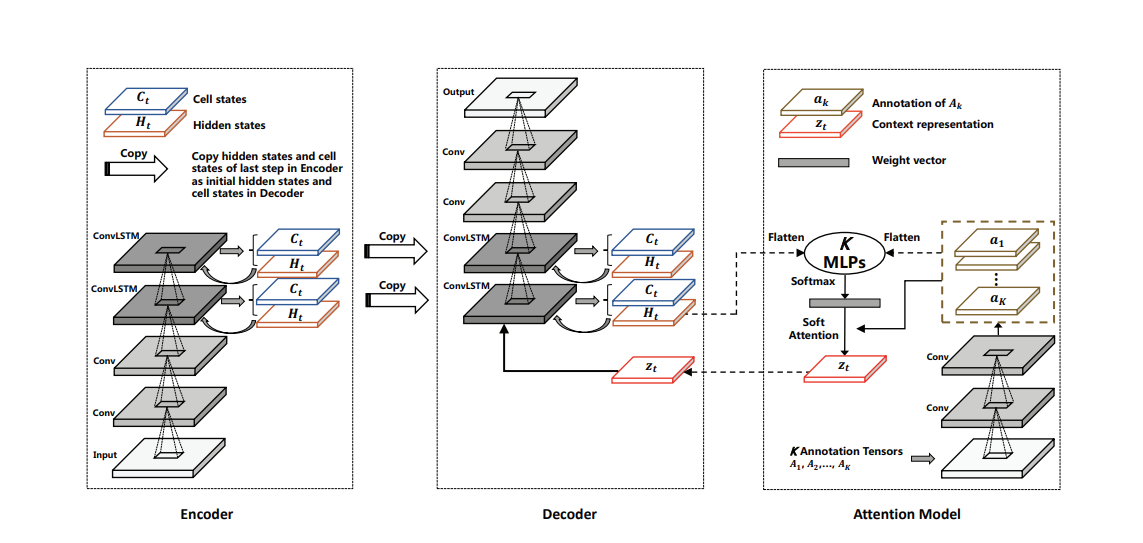 C_t
Cell states
H_t
Hidden states
Copy
Copy hidden states and cell
states of last step in Encoder
as initial hidden states and
cell states in Decoder
ConvLSTM
C_t
H_t
ConvLSTM
C_t
H_t
Conv
Conv
Input
Encoder
Copy
Copy
Output
Conv
Conv
ConvLSTM
C_t
H_t
ConvLSTM
C_t
H_t
z_t
Decoder
a_k
Annotation of A_k
z_t
Context representation
Weight vector
Flatten
K
MLPs
Flatten
Softmax
Soft
Attention
z_t
a_1
⋮
a_K
Conv
Conv
K Annotation Tensors
A_1, A_2,..., A_K
Attention Model